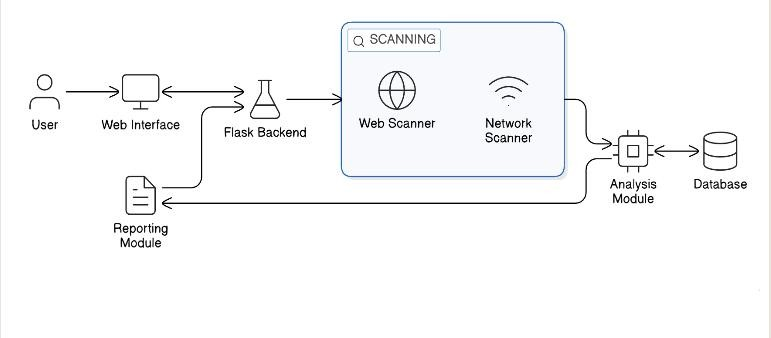 SCANNING
User
Web Interface
Flask Backend
Web Scanner
Network
Scanner
Analysis
Module
Database
Reporting
Module